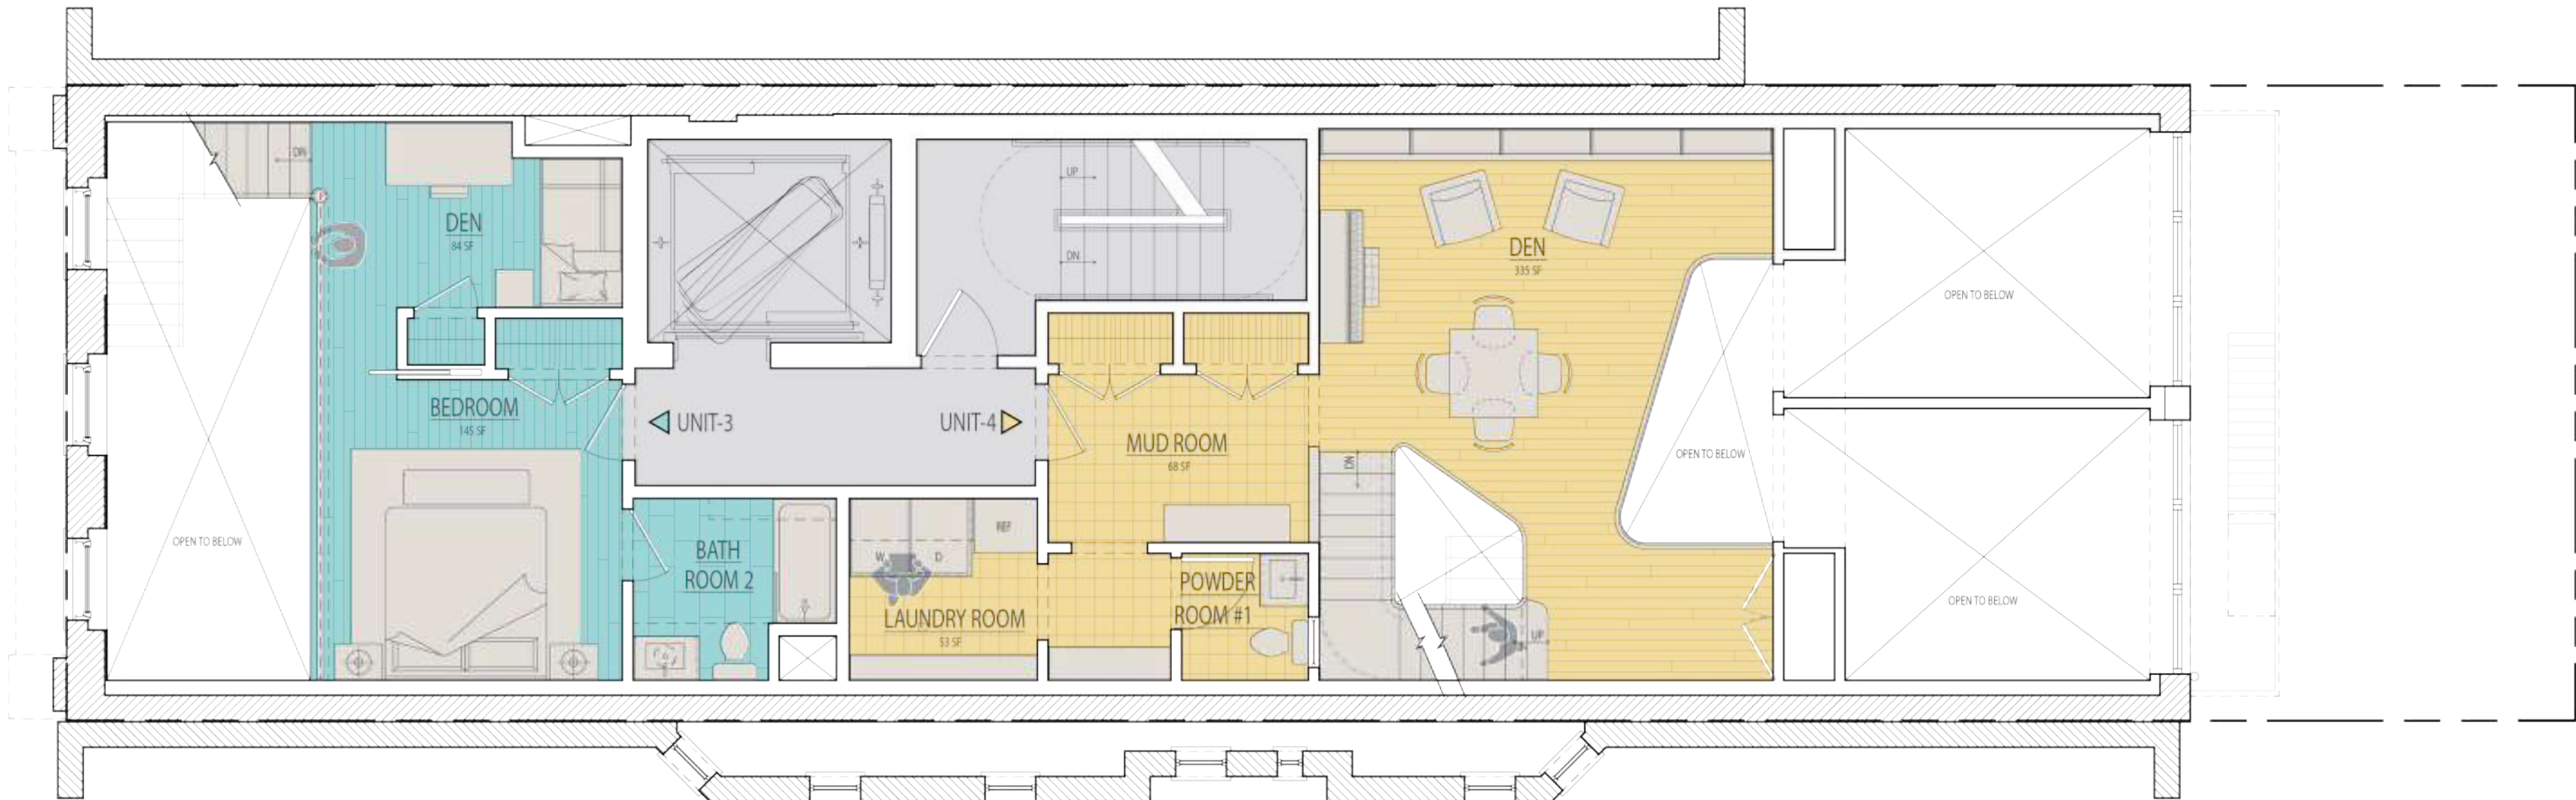 DN
DEN
84 SF
BEDROOM
145 SF
OPEN TO BELOW
UNIT-3
UNIT-4
UP
DN
BATH
ROOM 2
W
D
REF
LAUNDRY ROOM
53 SF
MUD ROOM
68 SF
POWDER
ROOM #1
DEN
335 SF
DN
UP
OPEN TO BELOW
OPEN TO BELOW
OPEN TO BELOW